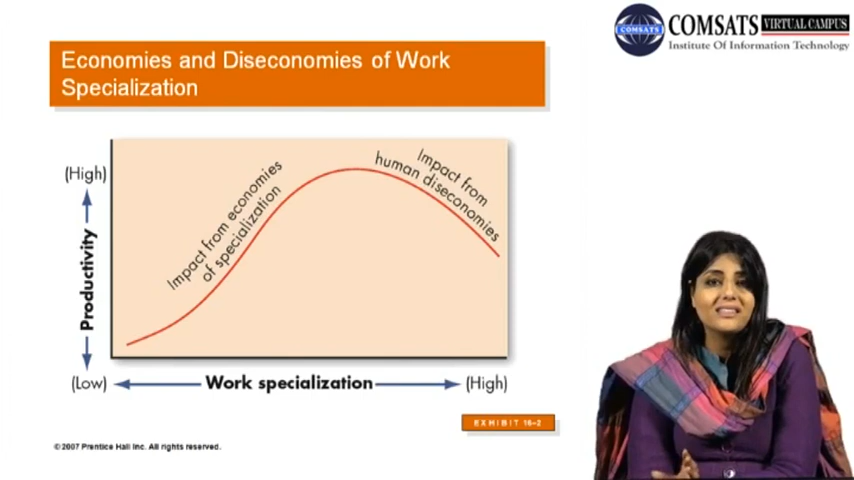 Economies and Diseconomies of Work
Specialization
COMSATS VIRTUAL CAMPUS
COMSATS
Institute Of Information Technology
(High)
Productivity
(Low)
Impact from economies
of specialization
Impact from
human diseconomies
Work specialization
(High)
EXHIBIT 16-2
© 2007 Prentice Hall Inc. All rights reserved.